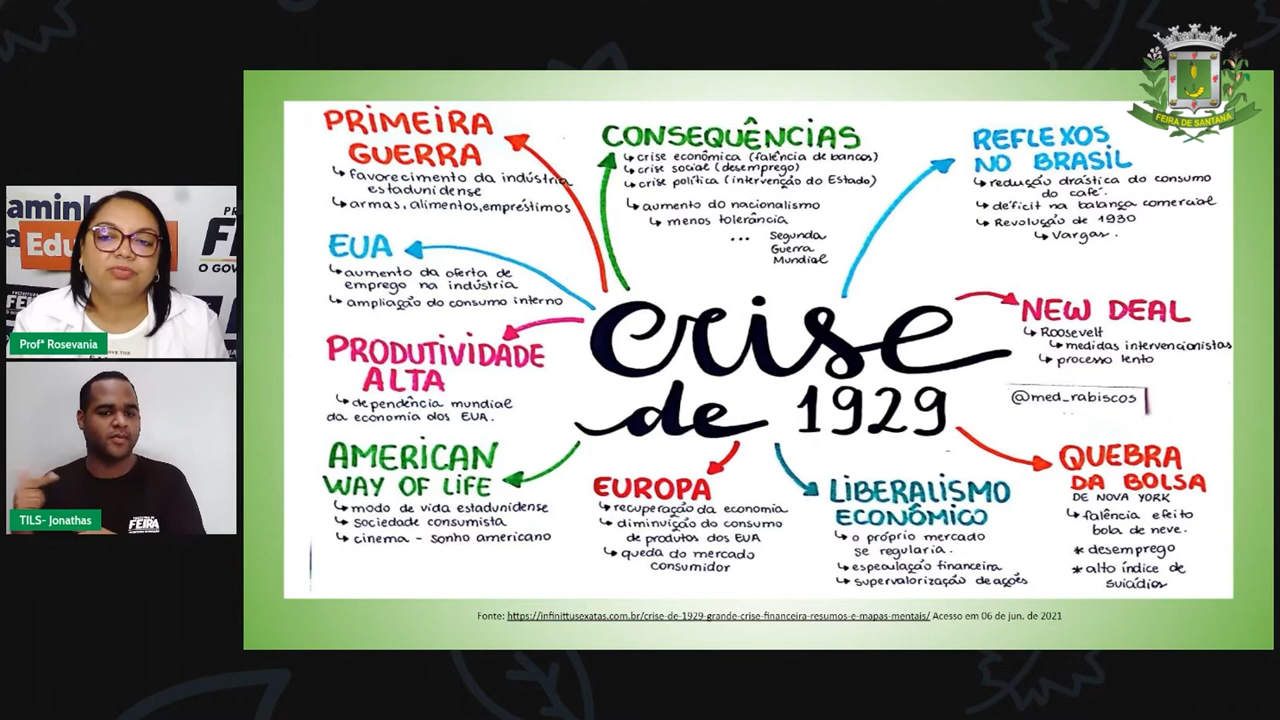 FEIRA DE SANTANA
PRIMEIRA
GUERRA
↳ favorecimento da indústria
estadunidense
↳ armas, alimentos, empréstimos
CONSEQUÊNCIAS
↳ crise econômica (falência de bancos)
↳ crise social (desemprego)
↳ crise política (intervenção do Estado)
↳ aumento do nacionalismo
↳ menos tolerância
... Segunda
Guerra
Mundial
REFLEXOS
NO BRASIL
↳ redução drástica do consumo
do café.
↳ déficit na balança comercial
↳ Revolução de 1930
↳ Vargas.
EUA
↳ aumento da oferta de
emprego na indústria
↳ ampliação do consumo interno
NEW DEAL
↳ Roosevelt
↳ medidas intervencionistas
↳ processo lento
PRODUTIVIDADE
ALTA
↳ dependência mundial
da economia dos EUA.
crise
de 1929
@med_rabiscos
AMERICAN
WAY OF LIFE
↳ modo de vida estadunidense
↳ sociedade consumista
↳ cinema - sonho americano
EUROPA
↳ recuperação da economia
↳ diminuição do consumo
de produtos dos EUA
↳ queda do mercado
consumidor
LIBERALISMO
ECONÔMICO
↳ o próprio mercado
se regularia.
↳ especulação financeira
↳ supervalorização de ações
QUEBRA
DA BOLSA
DE NOVA YORK
↳ falência efeito
bola de neve.
* desemprego
* alto índice de
suicídios
Fonte: https://infinittusexatas.com.br/crise-de-1929-grande-crise-financeira-resumos-e-mapas-mentais/ Acesso em 06 de jun. de 2021
Profª Rosevania
TILS- Jonathas
FEIRA
O GOV